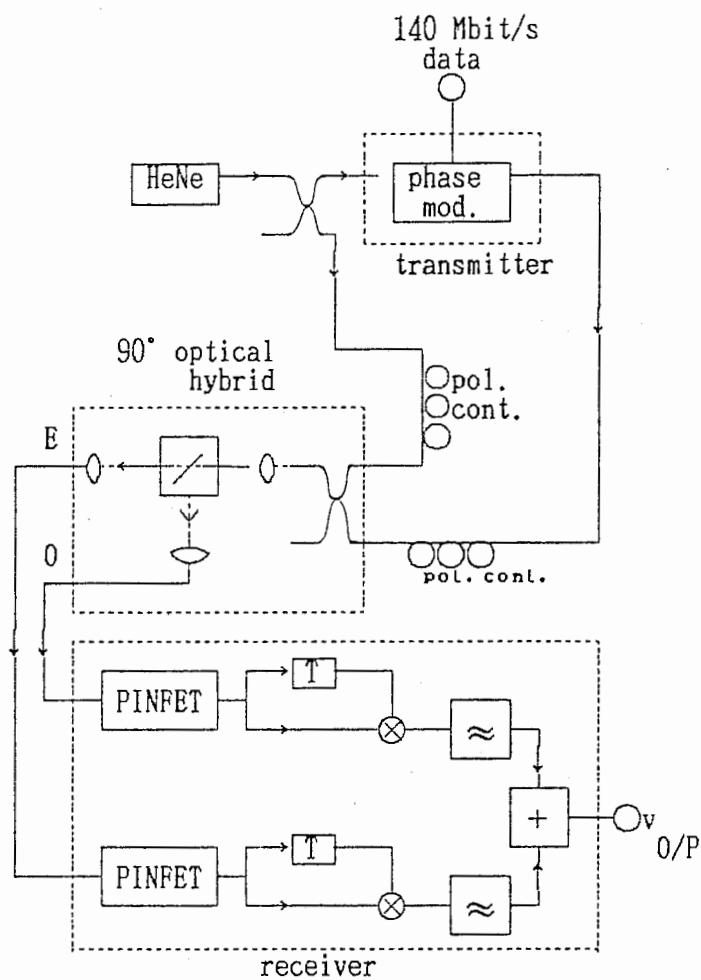 140 Mbit/s
data
HeNe
phase
mod.
transmitter
90° optical
hybrid
pol.
cont.
E
O
pol. cont.
T
PINFET
≈
+
v
O/P
T
PINFET
≈
receiver